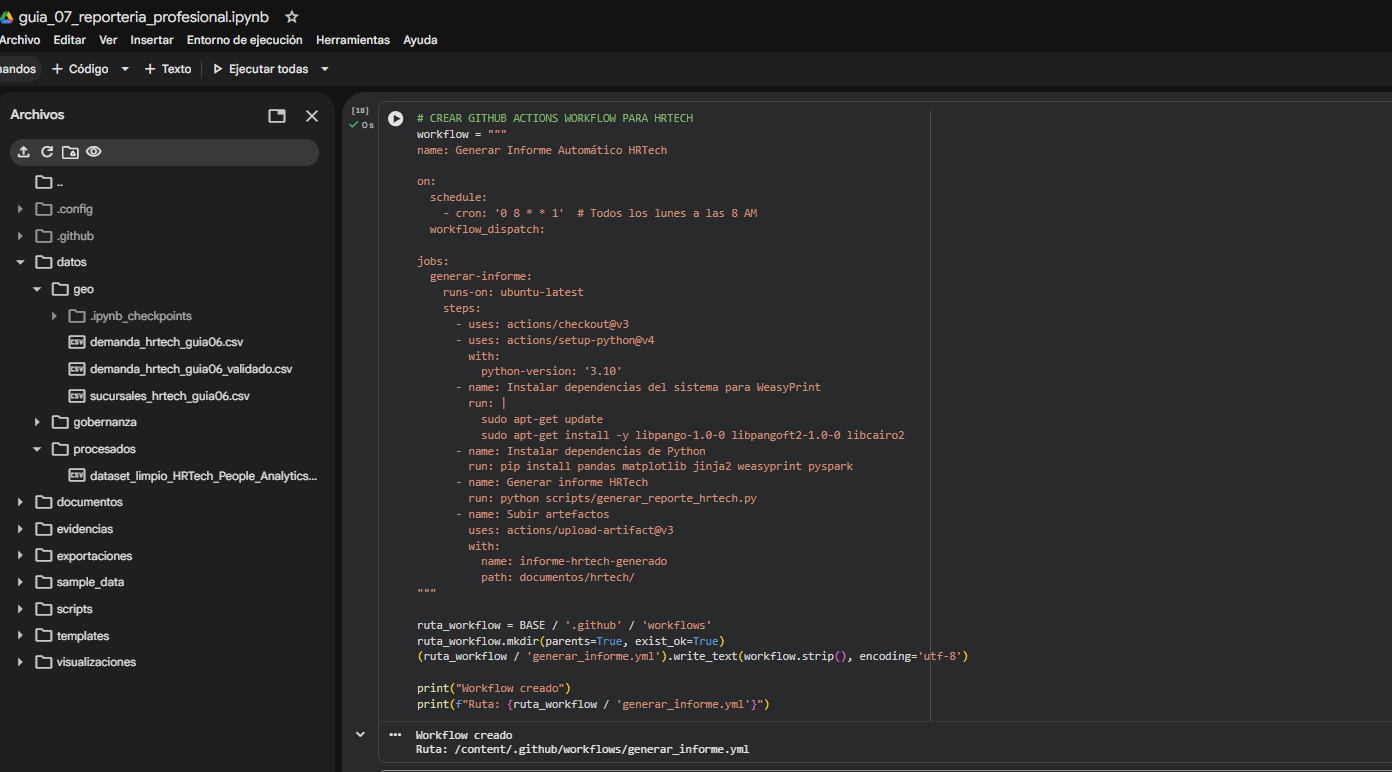 guia_07_reporteria_profesional.ipynb
Archivo Editar Ver Insertar Entorno de ejecución Herramientas Ayuda
+ Código + Texto Ejecutar todas
Archivos
..
.config
.github
datos
geo
.ipynb_checkpoints
demanda_hrtech_guia06.csv
demanda_hrtech_guia06_validado.csv
sucursales_hrtech_guia06.csv
gobernanza
procesados
dataset_limpio_HRTech_People_Analytics...
documentos
evidencias
exportaciones
sample_data
scripts
templates
visualizaciones
[18]
0 s
# CREAR GITHUB ACTIONS WORKFLOW PARA HRTECH
workflow = """
name: Generar Informe Automático HRTech

on:
  schedule:
    - cron: '0 8 * * 1'  # Todos los lunes a las 8 AM
  workflow_dispatch:

jobs:
  generar-informe:
    runs-on: ubuntu-latest
    steps:
      - uses: actions/checkout@v3
      - uses: actions/setup-python@v4
        with:
          python-version: '3.10'
      - name: Instalar dependencias del sistema para WeasyPrint
        run: |
          sudo apt-get update
          sudo apt-get install -y libpango-1.0-0 libpangoft2-1.0-0 libcairo2
      - name: Instalar dependencias de Python
        run: pip install pandas matplotlib jinja2 weasyprint pyspark
      - name: Generar informe HRTech
        run: python scripts/generar_reporte_hrtech.py
      - name: Subir artefactos
        uses: actions/upload-artifact@v3
        with:
          name: informe-hrtech-generado
          path: documentos/hrtech/
"""

ruta_workflow = BASE / '.github' / 'workflows'
ruta_workflow.mkdir(parents=True, exist_ok=True)
(ruta_workflow / 'generar_informe.yml').write_text(workflow.strip(), encoding='utf-8')

print("Workflow creado")
print(f"Ruta: {ruta_workflow / 'generar_informe.yml'}")
Workflow creado
Ruta: /content/.github/workflows/generar_informe.yml